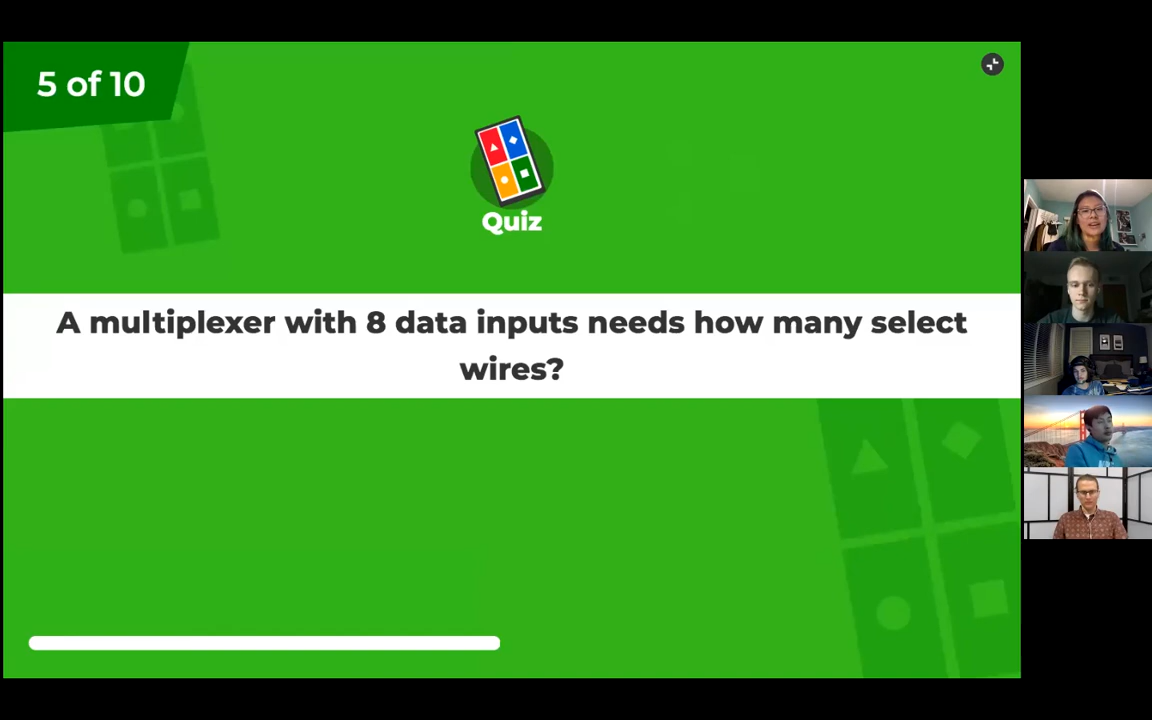 5 of 10
Quiz
A multiplexer with 8 data inputs needs how many select
wires?